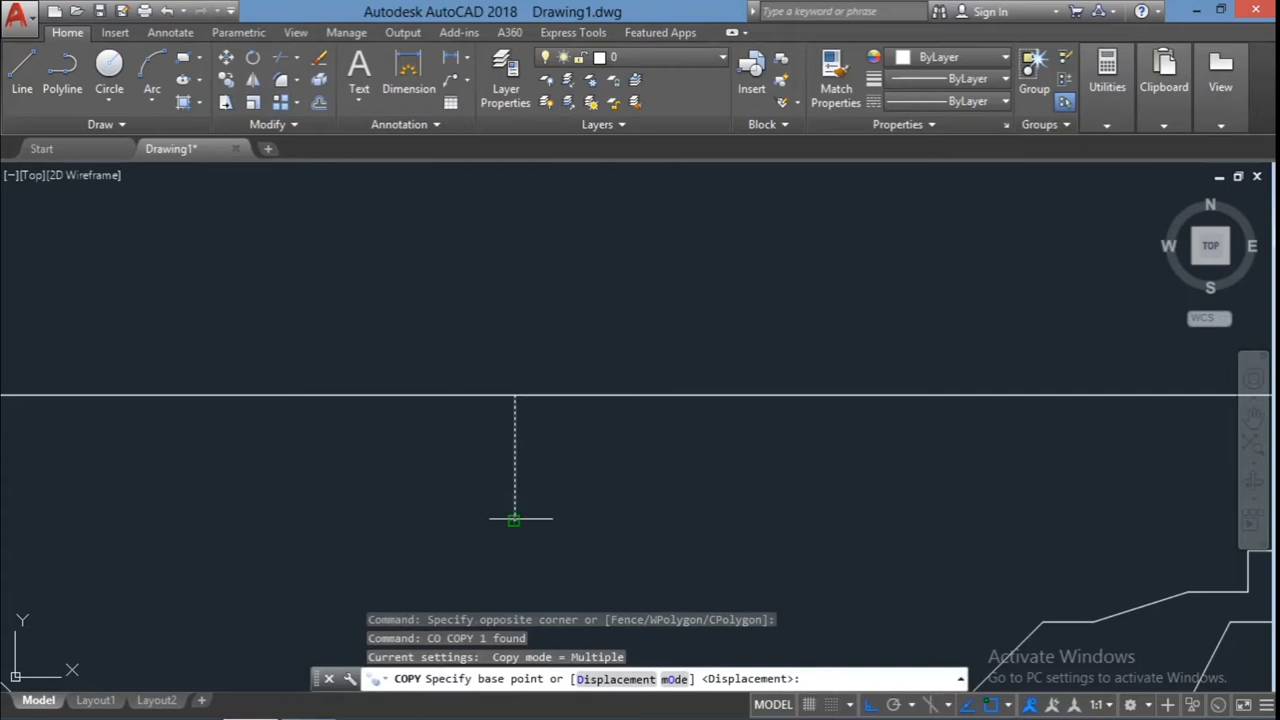 Autodesk AutoCAD 2018 Drawing1.dwg
Type a keyword or phrase
Sign In
Home Insert Annotate Parametric View Manage Output Add-ins A360 Express Tools Featured Apps
Line Polyline Circle Arc
Text Dimension
Layer Properties
0
Insert
Match Properties
ByLayer
ByLayer
ByLayer
Group
Utilities
Clipboard
View
Draw Modify Annotation Layers Block Properties Groups
Start Drawing1*
[−][Top][2D Wireframe]
N
W TOP E
S
WCS
Y
X
Command: Specify opposite corner or [Fence/WPolygon/CPolygon]:
Command: CO COPY 1 found
Current settings: Copy mode = Multiple
COPY Specify base point or [Displacement mOde] <Displacement>:
Activate Windows
Go to PC settings to activate Windows.
Model Layout1 Layout2
MODEL 1:1